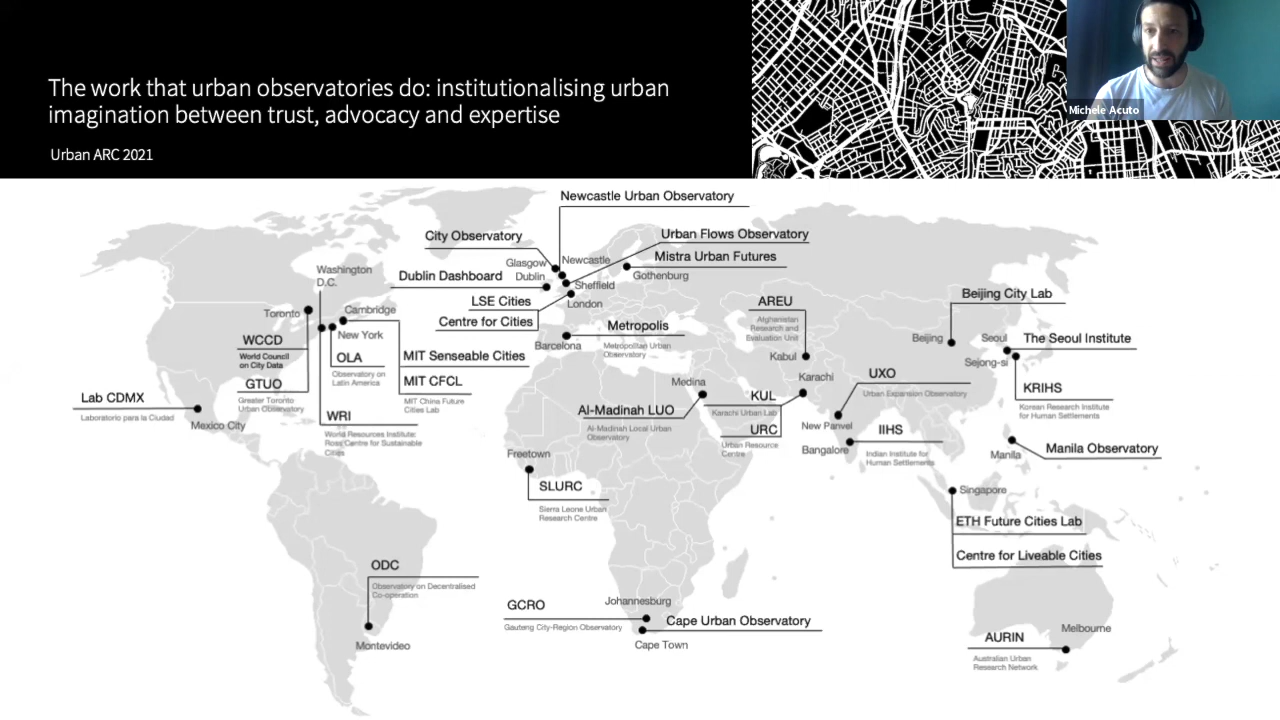 The work that urban observatories do: institutionalising urban
imagination between trust, advocacy and expertise
Urban ARC 2021
Michele Acuto
Newcastle Urban Observatory
City Observatory
Urban Flows Observatory
Glasgow
Newcastle
Mistra Urban Futures
Dublin Dashboard
Dublin
Sheffield
Gothenburg
LSE Cities
London
Centre for Cities
Washington
D.C.
Toronto
Cambridge
New York
WCCD
World Council
on City Data
OLA
Observatory on
Latin America
MIT Senseable Cities
GTUO
Greater Toronto
Urban Observatory
MIT CFCL
MIT China Future
Cities Lab
WRI
World Resources Institute:
Ross Centre for Sustainable
Cities
Lab CDMX
Laboratorio para la Ciudad
Mexico City
Barcelona
Metropolis
Metropolitan Urban
Observatory
AREU
Afghanistan
Research and
Evaluation Unit
Kabul
Beijing City Lab
Beijing
Seoul
The Seoul Institute
Sejong-si
KRIHS
Korean Research Institute
for Human Settlements
Medina
Al-Madinah LUO
Al-Madinah Local Urban
Observatory
Karachi
KUL
Karachi Urban Lab
URC
Urban Resource
Centre
UXO
Urban Expansion Observatory
New Panvel
Bangalore
IIHS
Indian Institute for
Human Settlements
Manila
Manila Observatory
Freetown
SLURC
Sierra Leone Urban
Research Centre
Singapore
ETH Future Cities Lab
Centre for Liveable Cities
ODC
Observatory on Decentralised
Co-operation
Montevideo
GCRO
Gauteng City-Region Observatory
Johannesburg
Cape Urban Observatory
Cape Town
AURIN
Australian Urban
Research Network
Melbourne